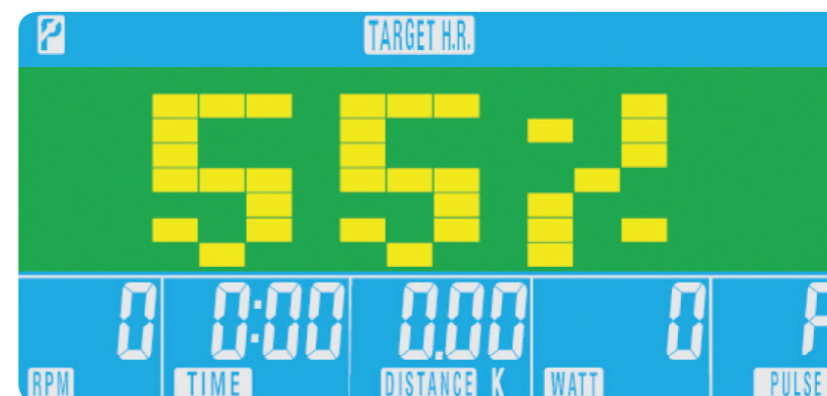 P TARGET H.R.
55%
0 0:00 0.00 0 P
RPM TIME DISTANCE K WATT PULSE